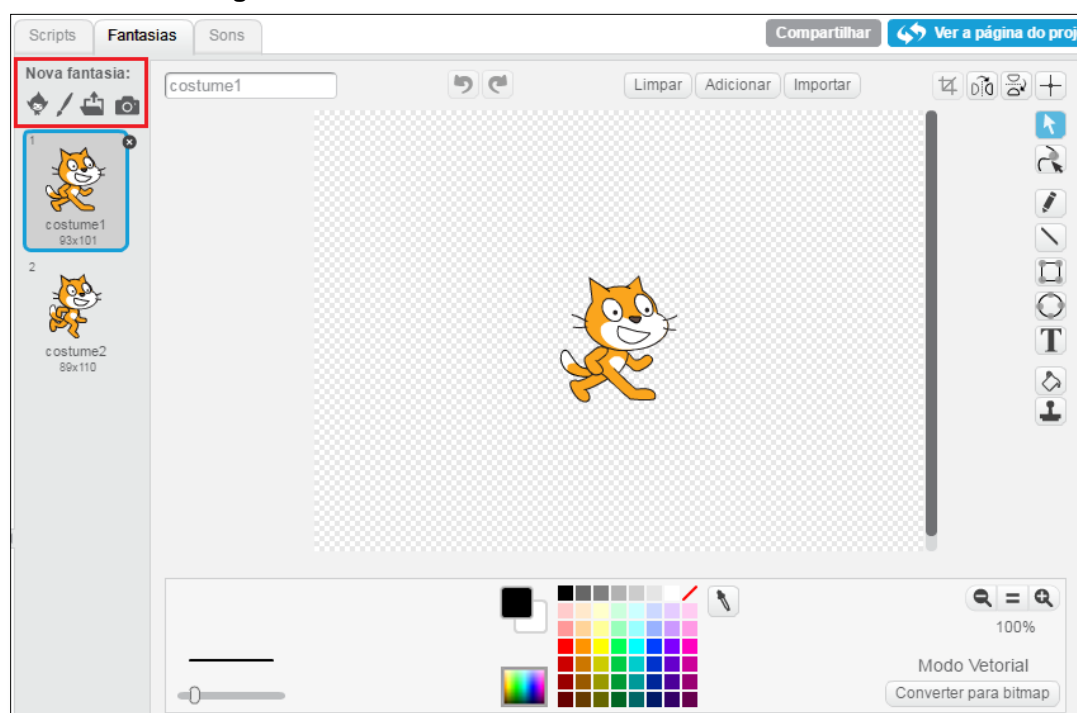 Scripts Fantasias Sons Compartilhar Ver a página do proj
Nova fantasia:
costume1 Limpar Adicionar Importar
1
costume1
93x101
2
costume2
89x110
T
100%
Modo Vetorial
Converter para bitmap